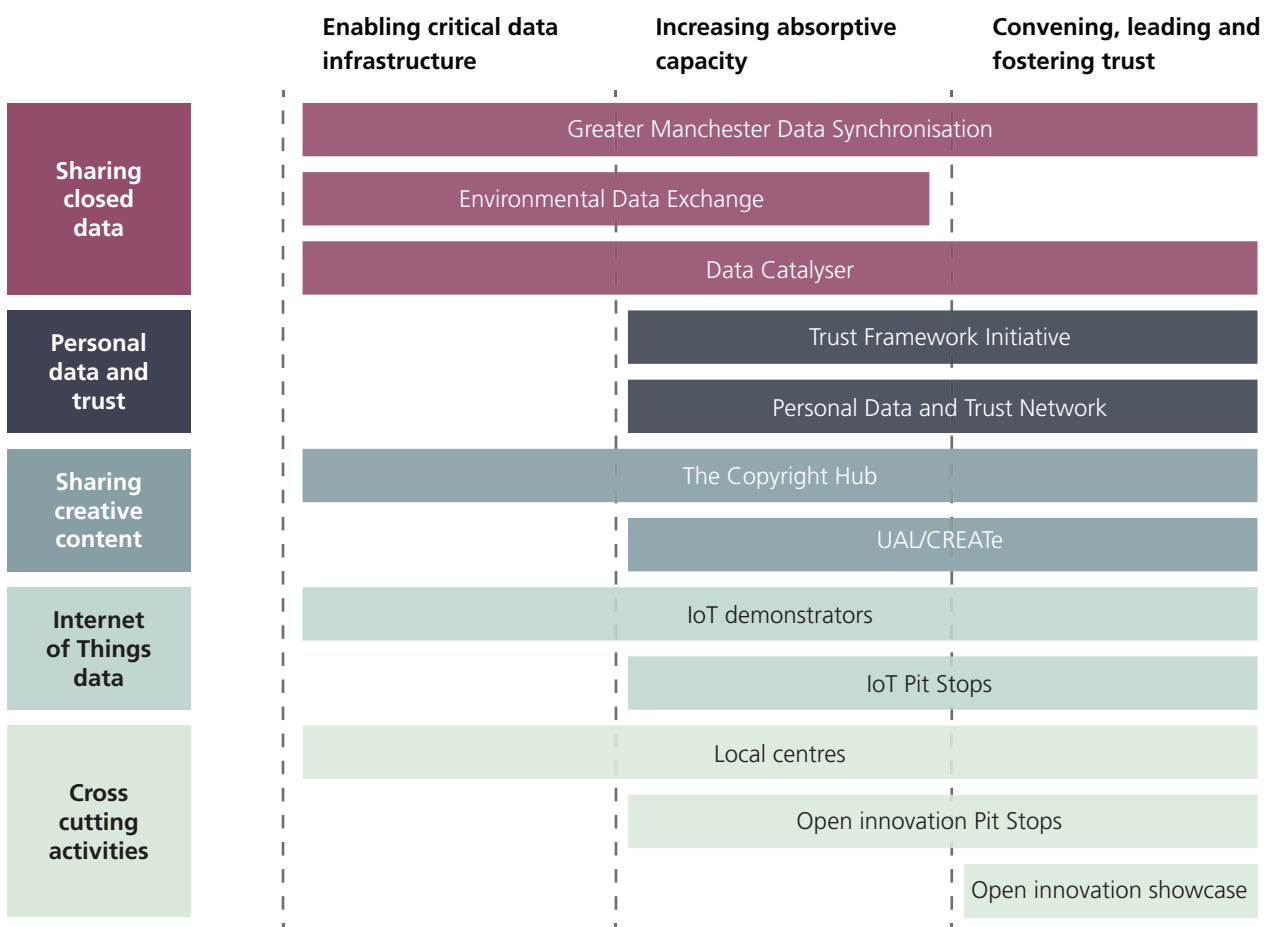 Enabling critical data
infrastructure
Increasing absorptive
capacity
Convening, leading and
fostering trust
Sharing
closed
data
Greater Manchester Data Synchronisation
Environmental Data Exchange
Data Catalyser
Personal
data and
trust
Trust Framework Initiative
Personal Data and Trust Network
Sharing
creative
content
The Copyright Hub
UAL/CREATe
Internet
of Things
data
IoT demonstrators
IoT Pit Stops
Cross
cutting
activities
Local centres
Open innovation Pit Stops
Open innovation showcase